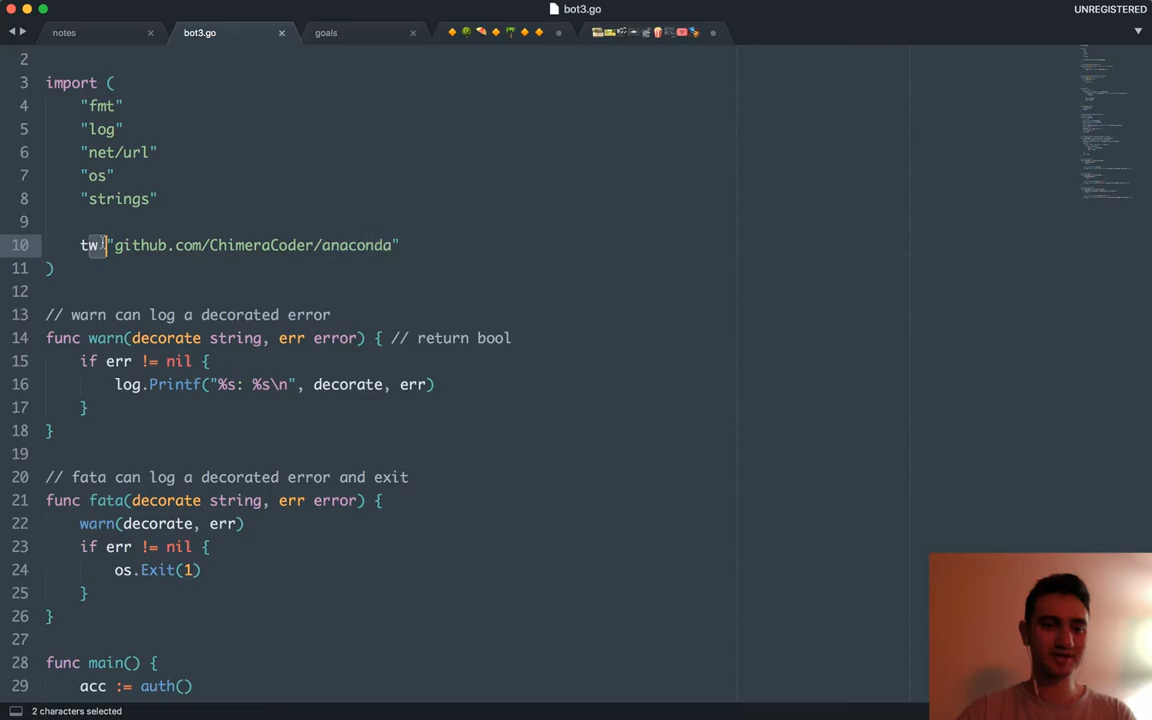 bot3.go
UNREGISTERED
notes
bot3.go
goals
2
3 import (
4 "fmt"
5 "log"
6 "net/url"
7 "os"
8 "strings"
9
10 tw "github.com/ChimeraCoder/anaconda"
11 )
12
13 // warn can log a decorated error
14 func warn(decorate string, err error) { // return bool
15 if err != nil {
16 log.Printf("%s: %s\n", decorate, err)
17 }
18 }
19
20 // fata can log a decorated error and exit
21 func fata(decorate string, err error) {
22 warn(decorate, err)
23 if err != nil {
24 os.Exit(1)
25 }
26 }
27
28 func main() {
29 acc := auth()
2 characters selected